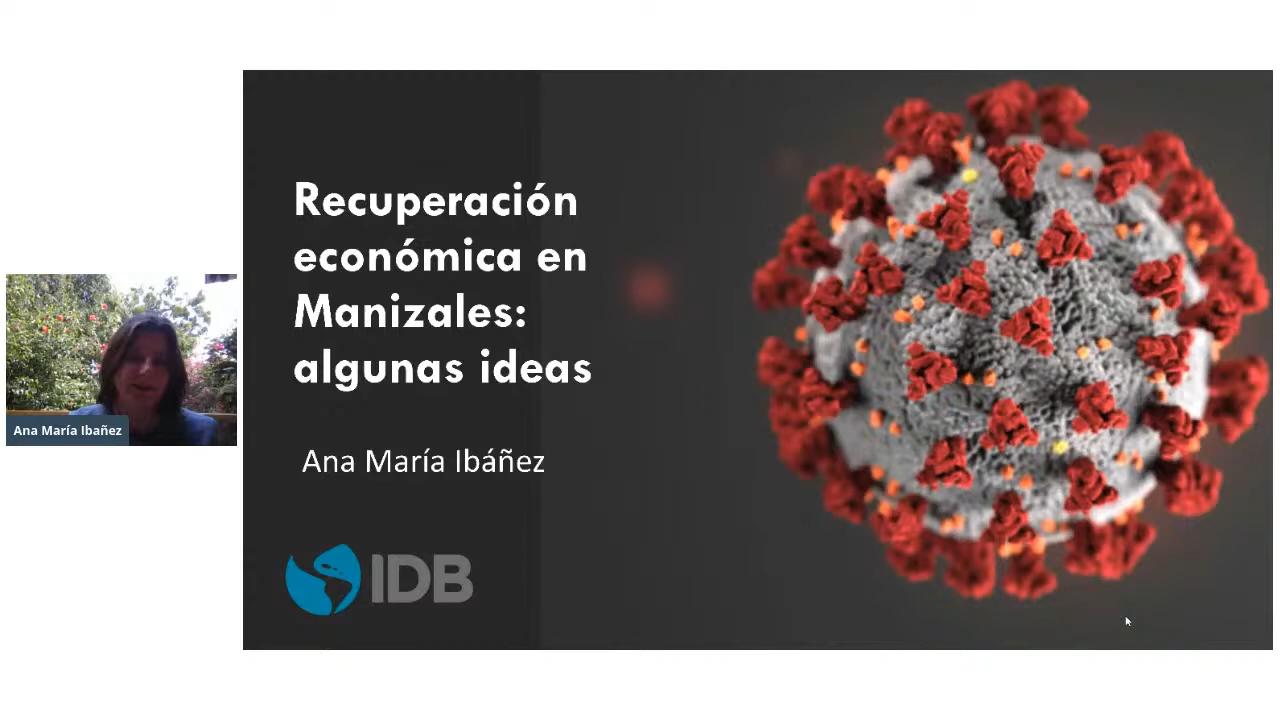 Recuperación
económica en
Manizales:
algunas ideas
Ana María Ibáñez
IDB
Ana María Ibañez